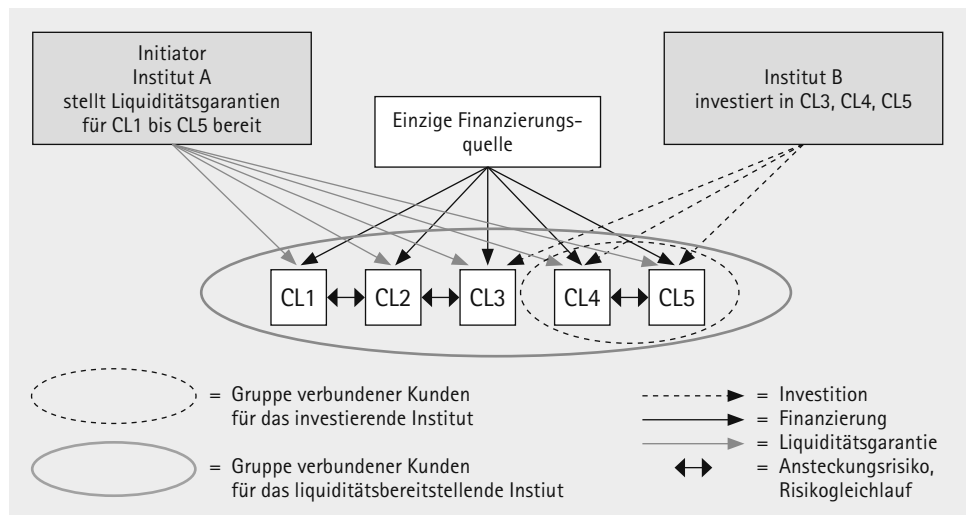 Initiator
Institut A
stellt Liquiditätsgarantien
für CL1 bis CL5 bereit
Einzige Finanzierungs-
quelle
Institut B
investiert in CL3, CL4, CL5
CL1
CL2
CL3
CL4
CL5
= Gruppe verbundener Kunden
für das investierende Institut
= Gruppe verbundener Kunden
für das liquiditätsbereitstellende Instiut
= Investition
= Finanzierung
= Liquiditätsgarantie
= Ansteckungsrisiko,
Risikogleichlauf